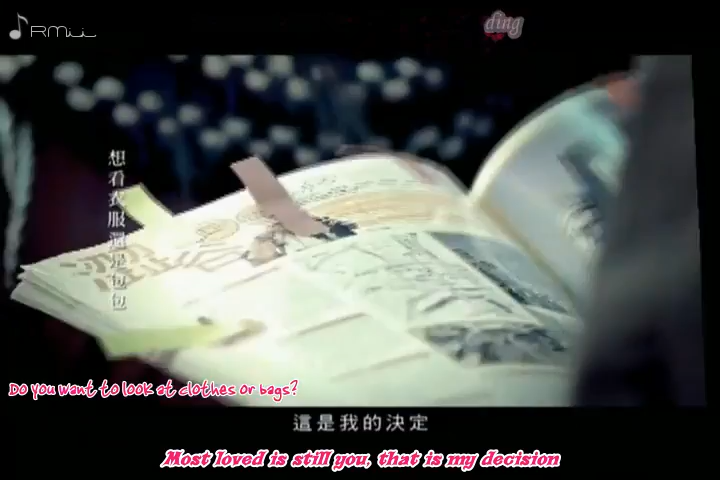 RMii
dìng
想看衣服還是包包
Do you want to look at clothes or bags?
這是我的決定
Most loved is still you, that is my decision